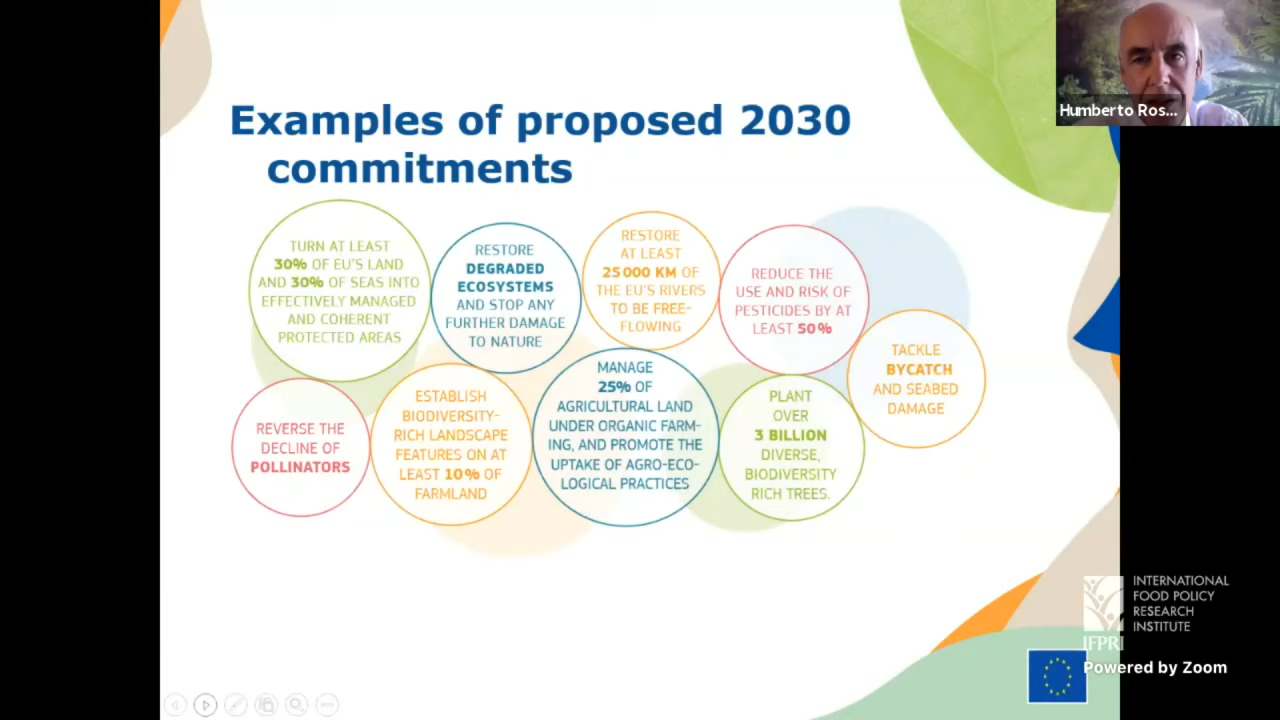 Examples of proposed 2030
commitments
TURN AT LEAST
30% OF EU'S LAND
AND 30% OF SEAS INTO
EFFECTIVELY MANAGED
AND COHERENT
PROTECTED AREAS
RESTORE
DEGRADED
ECOSYSTEMS
AND STOP ANY
FURTHER DAMAGE
TO NATURE
RESTORE
AT LEAST
25 000 KM OF
THE EU'S RIVERS
TO BE FREE-
FLOWING
REDUCE THE
USE AND RISK OF
PESTICIDES BY AT
LEAST 50%
TACKLE
BYCATCH
AND SEABED
DAMAGE
REVERSE THE
DECLINE OF
POLLINATORS
ESTABLISH
BIODIVERSITY-
RICH LANDSCAPE
FEATURES ON AT
LEAST 10% OF
FARMLAND
MANAGE
25% OF
AGRICULTURAL LAND
UNDER ORGANIC FARM-
ING, AND PROMOTE THE
UPTAKE OF AGRO-ECO-
LOGICAL PRACTICES
PLANT
OVER
3 BILLION
DIVERSE,
BIODIVERSITY
RICH TREES.
Humberto Ros...
INTERNATIONAL
FOOD POLICY
RESEARCH
INSTITUTE
IFPRI
Powered by Zoom